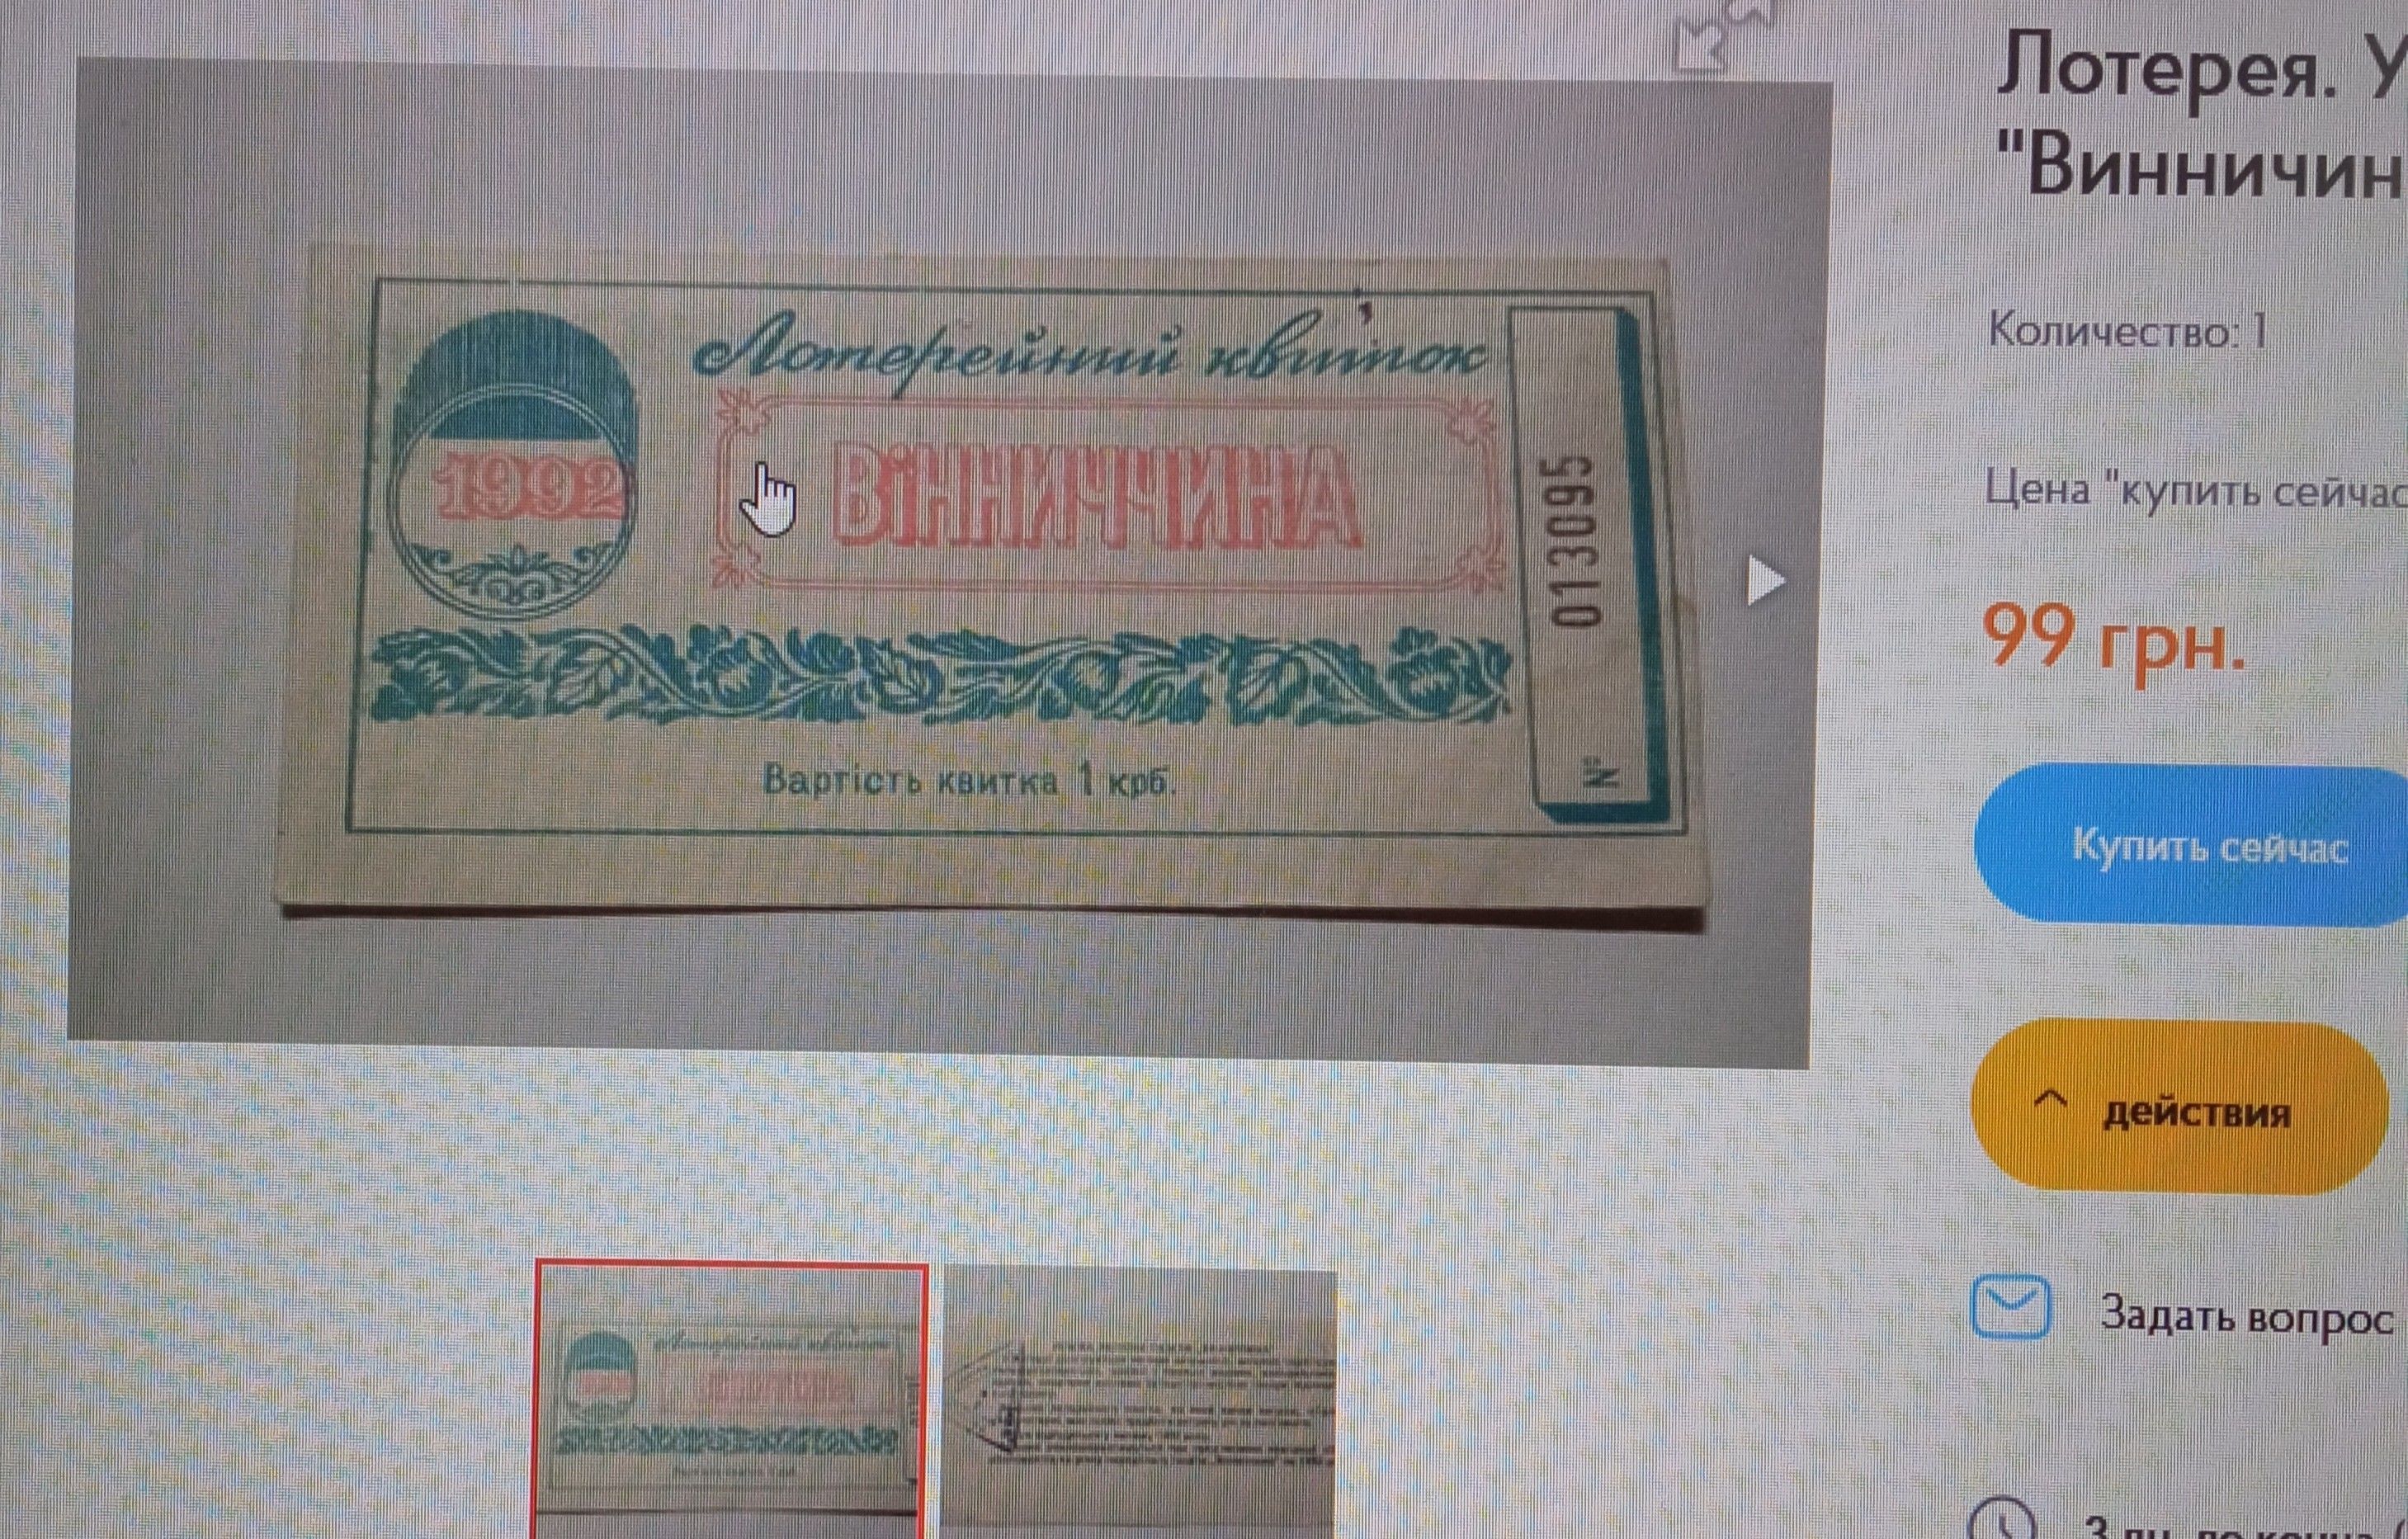 Лотерея. У
"Винничин
Количество: 1
Цена "купить сейчас
99 грн.
Купить сейчас
действия
Задать вопрос
Лотерейний квиток
1992
ВіННИЧЧИНА
№ 013095
Вартість квитка 1 крб.